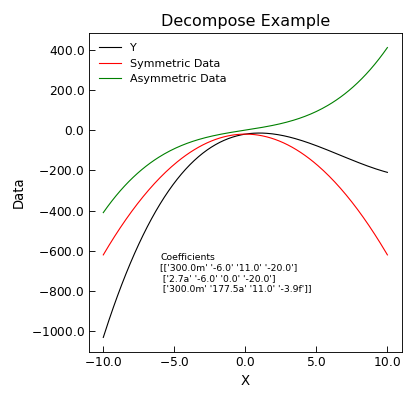 Decompose Example
Y
Symmetric Data
Asymmetric Data
400.0
200.0
0.0
−200.0
−400.0
−600.0
−800.0
−1000.0
Data
Coefficients
[['300.0m' '-6.0' '11.0' '-20.0']
['2.7a' '-6.0' '0.0' '-20.0']
['300.0m' '177.5a' '11.0' '-3.9f']]
−10.0 −5.0 0.0 5.0 10.0
X